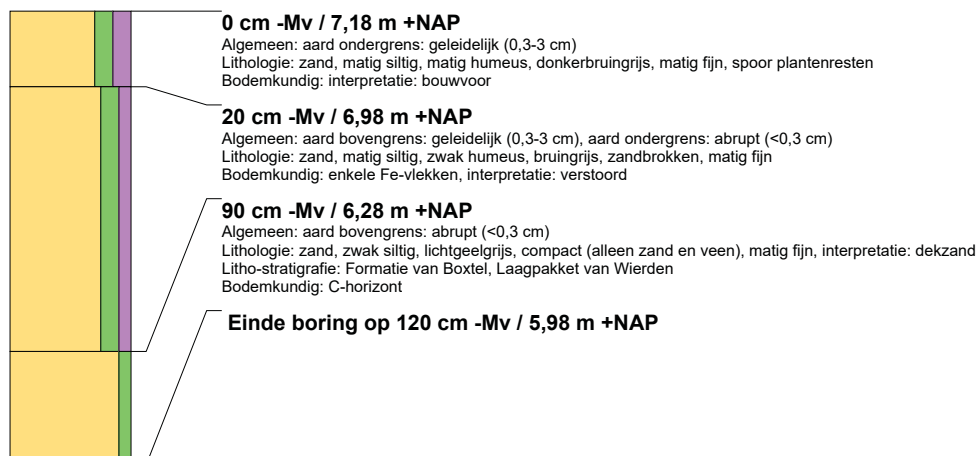 0 cm -Mv / 7,18 m +NAP
Algemeen: aard ondergrens: geleidelijk (0,3-3 cm)
Lithologie: zand, matig siltig, matig humeus, donkerbruingrijs, matig fijn, spoor plantenresten
Bodemkundig: interpretatie: bouwvoor
20 cm -Mv / 6,98 m +NAP
Algemeen: aard bovengrens: geleidelijk (0,3-3 cm), aard ondergrens: abrupt (<0,3 cm)
Lithologie: zand, matig siltig, zwak humeus, bruingrijs, zandbrokken, matig fijn
Bodemkundig: enkele Fe-vlekken, interpretatie: verstoord
90 cm -Mv / 6,28 m +NAP
Algemeen: aard bovengrens: abrupt (<0,3 cm)
Lithologie: zand, zwak siltig, lichtgeelgrijs, compact (alleen zand en veen), matig fijn, interpretatie: dekzand
Litho-stratigrafie: Formatie van Boxtel, Laagpakket van Wierden
Bodemkundig: C-horizont
Einde boring op 120 cm -Mv / 5,98 m +NAP